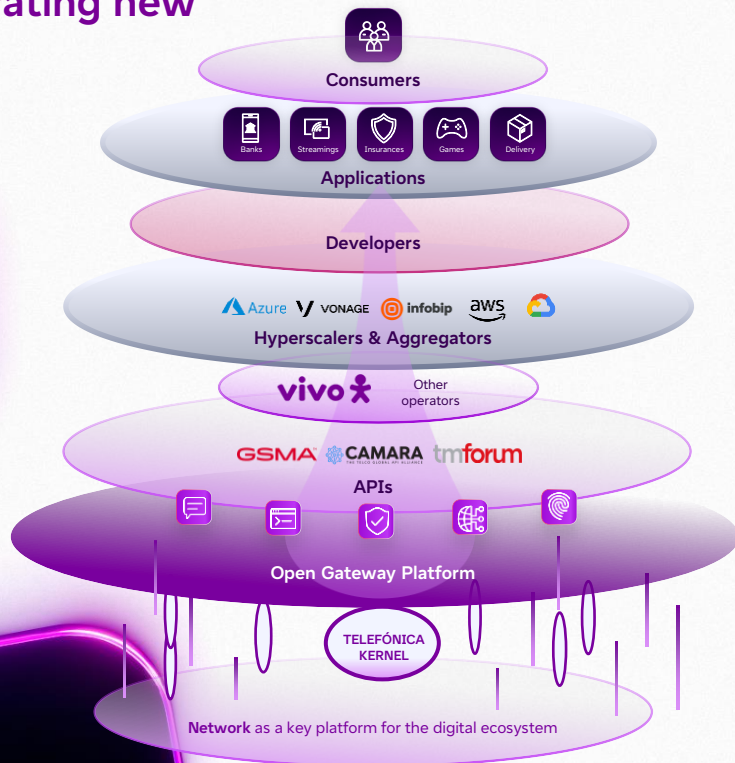 ating new
Consumers
Banks
Streamings
Insurances
Games
Delivery
Applications
Developers
Azure
VONAGE
infobip
aws
Hyperscalers & Aggregators
vivo
Other
operators
GSMA
CAMARA
THE TELCO GLOBAL API ALLIANCE
tmforum
APIs
Open Gateway Platform
TELEFÓNICA
KERNEL
Network as a key platform for the digital ecosystem